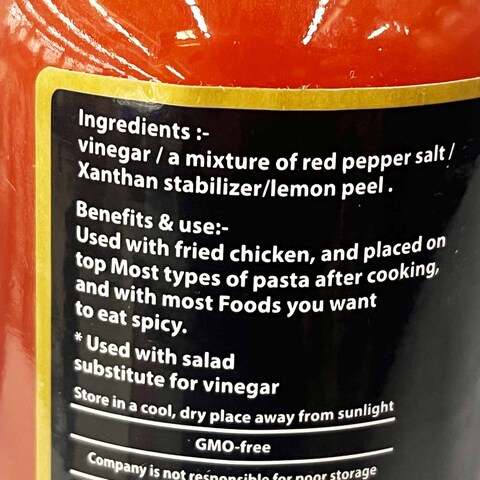 Ingredients :-
vinegar / a mixture of red pepper salt /
Xanthan stabilizer/lemon peel .
Benefits & use:-
Used with fried chicken, and placed on
top Most types of pasta after cooking,
and with most Foods you want
to eat spicy.
* Used with salad
substitute for vinegar
Store in a cool, dry place away from sunlight
GMO-free
Company is not responsible for poor storage